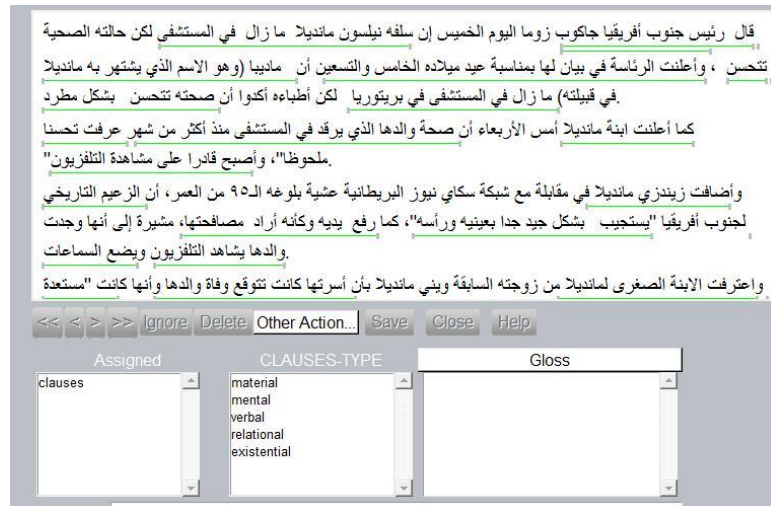 قال رئيس جنوب أفريقيا جاكوب زوما اليوم الخميس إن سلفه نيلسون مانديلا ما زال في المستشفى لكن حالته الصحية
تتحسن ، وأعلنت الرئاسة في بيان لها بمناسبة عيد ميلاده الخامس والتسعين أن ماديبا (وهو الاسم الذي يشتهر به مانديلا
.في قبيلته) ما زال في المستشفى في بريتوريا لكن أطباءه أكدوا أن صحته تتحسن بشكل مطرد
كما أعلنت ابنة مانديلا أمس الأربعاء أن صحة والدها الذي يرقد في المستشفى منذ أكثر من شهر عرفت تحسنا
.ملحوظا"، وأصبح قادرا على مشاهدة التلفزيون"
وأضافت زيندزي مانديلا في مقابلة مع شبكة سكاي نيوز البريطانية عشية بلوغه الـ٩٥ من العمر، أن الزعيم التاريخي
لجنوب أفريقيا "يستجيب بشكل جيد جدا بعينيه ورأسه"، كما رفع يديه وكأنه أراد مصافحتها، مشيرة إلى أنها وجدت
.والدها يشاهد التلفزيون ويضع السماعات
واعترفت الابنة الصغرى لمانديلا من زوجته السابقة ويني مانديلا بأن أسرتها كانت تتوقع وفاة والدها وأنها كانت "مستعدة
<< < > >> Ignore Delete Other Action... Save Close Help
Assigned CLAUSES-TYPE Gloss
clauses material
mental
verbal
relational
existential